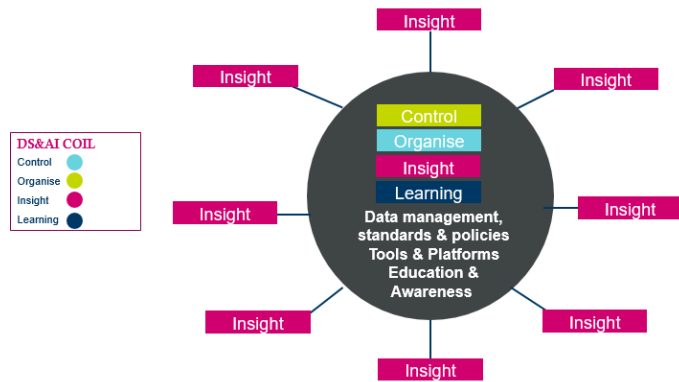 Insight
Insight
Insight
DS&AI COIL
Control
Organise
Insight
Learning
Control
Organise
Insight
Learning
Data management,
standards & policies
Tools & Platforms
Education &
Awareness
Insight
Insight
Insight
Insight
Insight